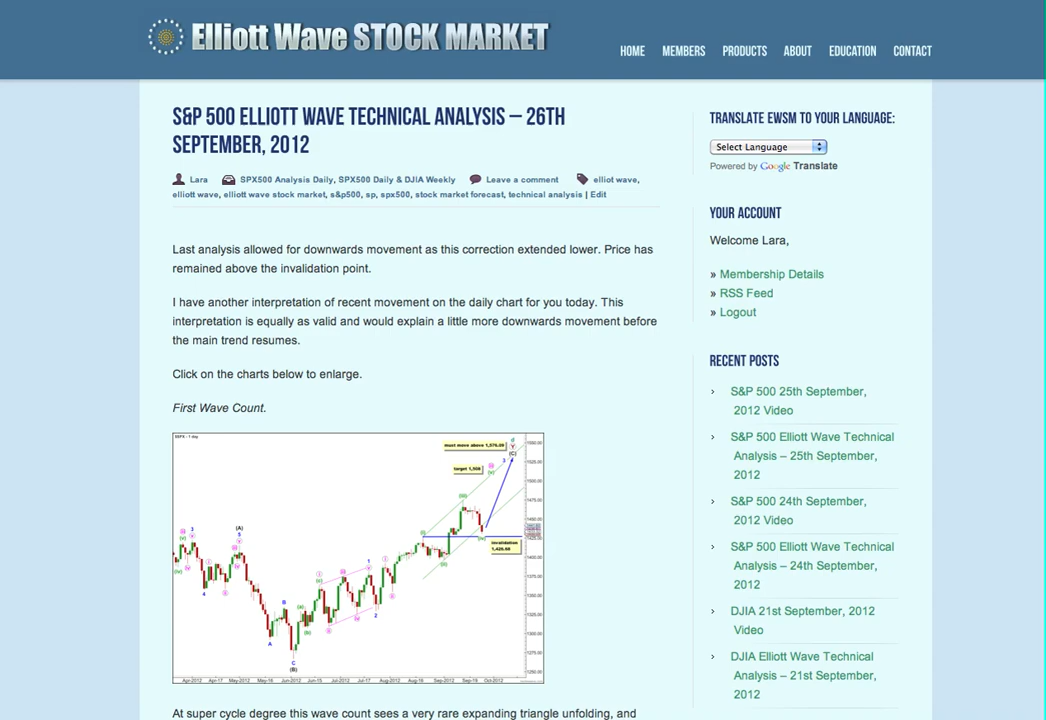 Elliott Wave STOCK MARKET
HOME MEMBERS PRODUCTS ABOUT EDUCATION CONTACT
S&P 500 ELLIOTT WAVE TECHNICAL ANALYSIS – 26TH
SEPTEMBER, 2012
Lara SPX500 Analysis Daily, SPX500 Daily & DJIA Weekly Leave a comment elliot wave,
elliott wave, elliott wave stock market, s&p500, sp, spx500, stock market forecast, technical analysis | Edit
Last analysis allowed for downwards movement as this correction extended lower. Price has
remained above the invalidation point.
I have another interpretation of recent movement on the daily chart for you today. This
interpretation is equally as valid and would explain a little more downwards movement before
the main trend resumes.
Click on the charts below to enlarge.
First Wave Count.
must move above 1,576.09
invalidation
At super cycle degree this wave count sees a very rare expanding triangle unfolding, and
TRANSLATE EWSM TO YOUR LANGUAGE:
Select Language
Powered by Google Translate
YOUR ACCOUNT
Welcome Lara,
» Membership Details
» RSS Feed
» Logout
RECENT POSTS
S&P 500 25th September,
2012 Video
S&P 500 Elliott Wave Technical
Analysis – 25th September,
2012
S&P 500 24th September,
2012 Video
S&P 500 Elliott Wave Technical
Analysis – 24th September,
2012
DJIA 21st September, 2012
Video
DJIA Elliott Wave Technical
Analysis – 21st September,
2012